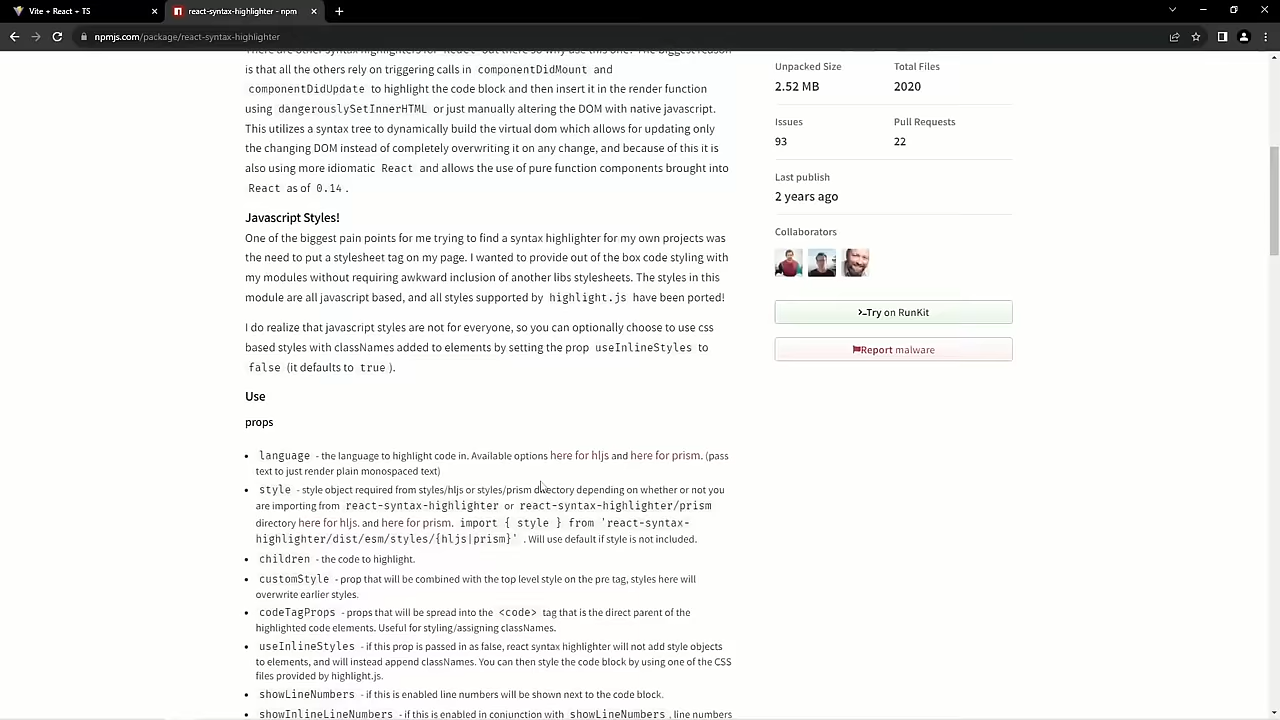 Vite + React + TS
react-syntax-highlighter - npm
npmjs.com/package/react-syntax-highlighter
There are other syntax highlighters for React out there so why use this one? The biggest reason
is that all the others rely on triggering calls in componentDidMount and
componentDidUpdate to highlight the code block and then insert it in the render function
using dangerouslySetInnerHTML or just manually altering the DOM with native javascript.
This utilizes a syntax tree to dynamically build the virtual dom which allows for updating only
the changing DOM instead of completely overwriting it on any change, and because of this it is
also using more idiomatic React and allows the use of pure function components brought into
React as of 0.14 .
Javascript Styles!
One of the biggest pain points for me trying to find a syntax highlighter for my own projects was
the need to put a stylesheet tag on my page. I wanted to provide out of the box code styling with
my modules without requiring awkward inclusion of another libs stylesheets. The styles in this
module are all javascript based, and all styles supported by highlight.js have been ported!
I do realize that javascript styles are not for everyone, so you can optionally choose to use css
based styles with classNames added to elements by setting the prop useInlineStyles to
false (it defaults to true ).
Use
props
• language - the language to highlight code in. Available options here for hljs and here for prism. (pass
text to just render plain monospaced text)
• style - style object required from styles/hljs or styles/prism directory depending on whether or not you
are importing from react-syntax-highlighter or react-syntax-highlighter/prism
directory here for hljs. and here for prism. import { style } from 'react-syntax-
highlighter/dist/esm/styles/{hljs|prism}' . Will use default if style is not included.
• children - the code to highlight.
• customStyle - prop that will be combined with the top level style on the pre tag, styles here will
overwrite earlier styles.
• codeTagProps - props that will be spread into the <code> tag that is the direct parent of the
highlighted code elements. Useful for styling/assigning classNames.
• useInlineStyles - if this prop is passed in as false, react syntax highlighter will not add style objects
to elements, and will instead append classNames. You can then style the code block by using one of the CSS
files provided by highlight.js.
• showLineNumbers - if this is enabled line numbers will be shown next to the code block.
• showInlineLineNumbers - if this is enabled in conjunction with showLineNumbers , line numbers
Unpacked Size
Total Files
2.52 MB
2020
Issues
Pull Requests
93
22
Last publish
2 years ago
Collaborators
>_Try on RunKit
Report malware